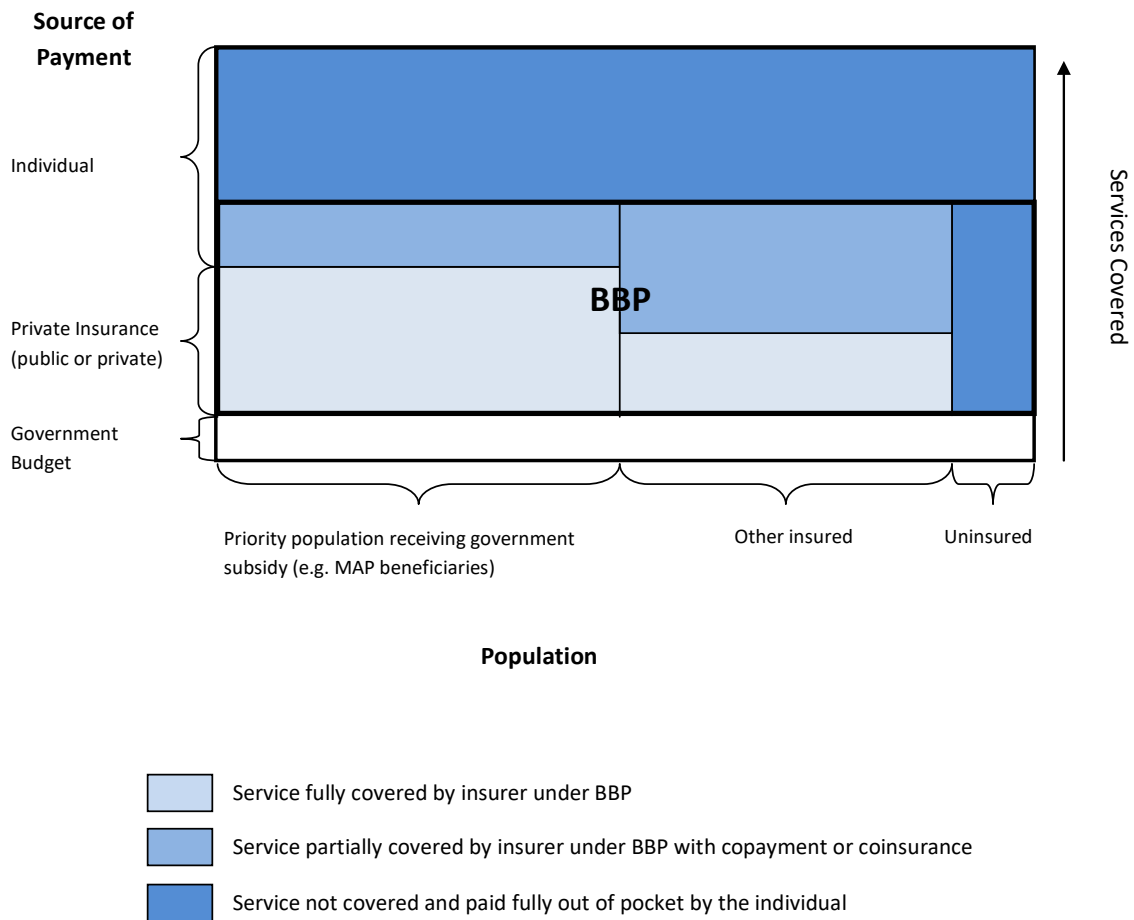 Source of
Payment
Individual
Services Covered
BBP
Private Insurance
(public or private)
Government
Budget
Priority population receiving government
subsidy (e.g. MAP beneficiaries)
Other insured
Uninsured
Population
Service fully covered by insurer under BBP
Service partially covered by insurer under BBP with copayment or coinsurance
Service not covered and paid fully out of pocket by the individual